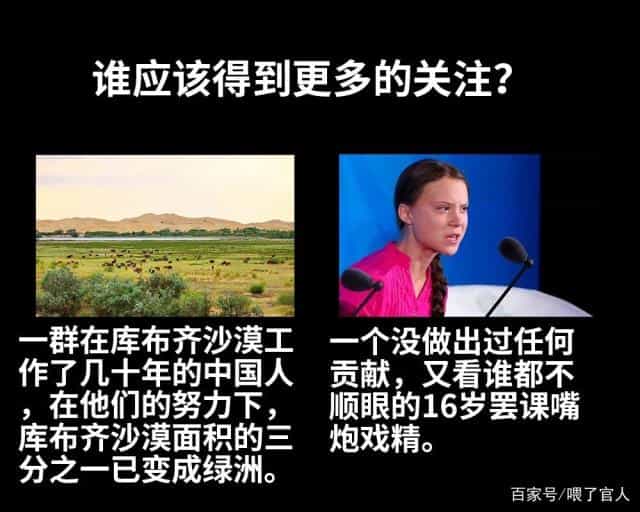 谁应该得到更多的关注？
一群在库布齐沙漠工
作了几十年的中国人
，在他们的努力下，
库布齐沙漠面积的三
分之一已变成绿洲。
一个没做出过任何
贡献，又看谁都不
顺眼的16岁罢课嘴
炮戏精。
百家号/喂了官人